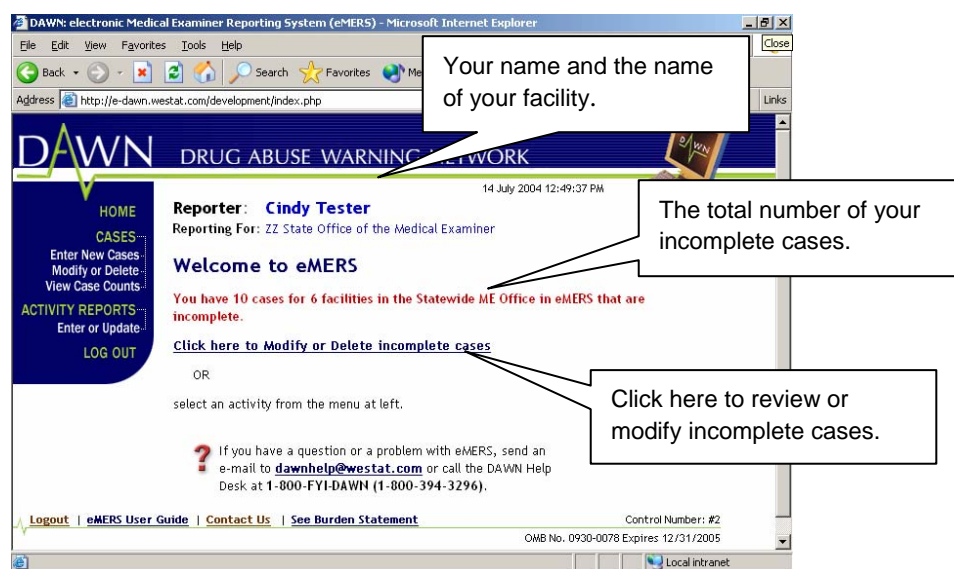 DAWN: electronic Medical Examiner Reporting System (eMERS) - Microsoft Internet Explorer
Close
File Edit View Favorites Tools Help
Back Search Favorites Me
Address http://e-dawn.westat.com/development/index.php Links
Your name and the name
of your facility.
DAWN DRUG ABUSE WARNING NETWORK
DAWN
14 July 2004 12:49:37 PM
HOME
CASES
Enter New Cases
Modify or Delete
View Case Counts
ACTIVITY REPORTS
Enter or Update
LOG OUT
Reporter: Cindy Tester
Reporting For: ZZ State Office of the Medical Examiner
The total number of your
incomplete cases.
Welcome to eMERS
You have 10 cases for 6 facilities in the Statewide ME Office in eMERS that are
incomplete.
Click here to Modify or Delete incomplete cases
OR
select an activity from the menu at left.
Click here to review or
modify incomplete cases.
? If you have a question or a problem with eMERS, send an
e-mail to dawnhelp@westat.com or call the DAWN Help
Desk at 1-800-FYI-DAWN (1-800-394-3296).
Logout | eMERS User Guide | Contact Us | See Burden Statement
Control Number: #2
OMB No. 0930-0078 Expires 12/31/2005
Local intranet